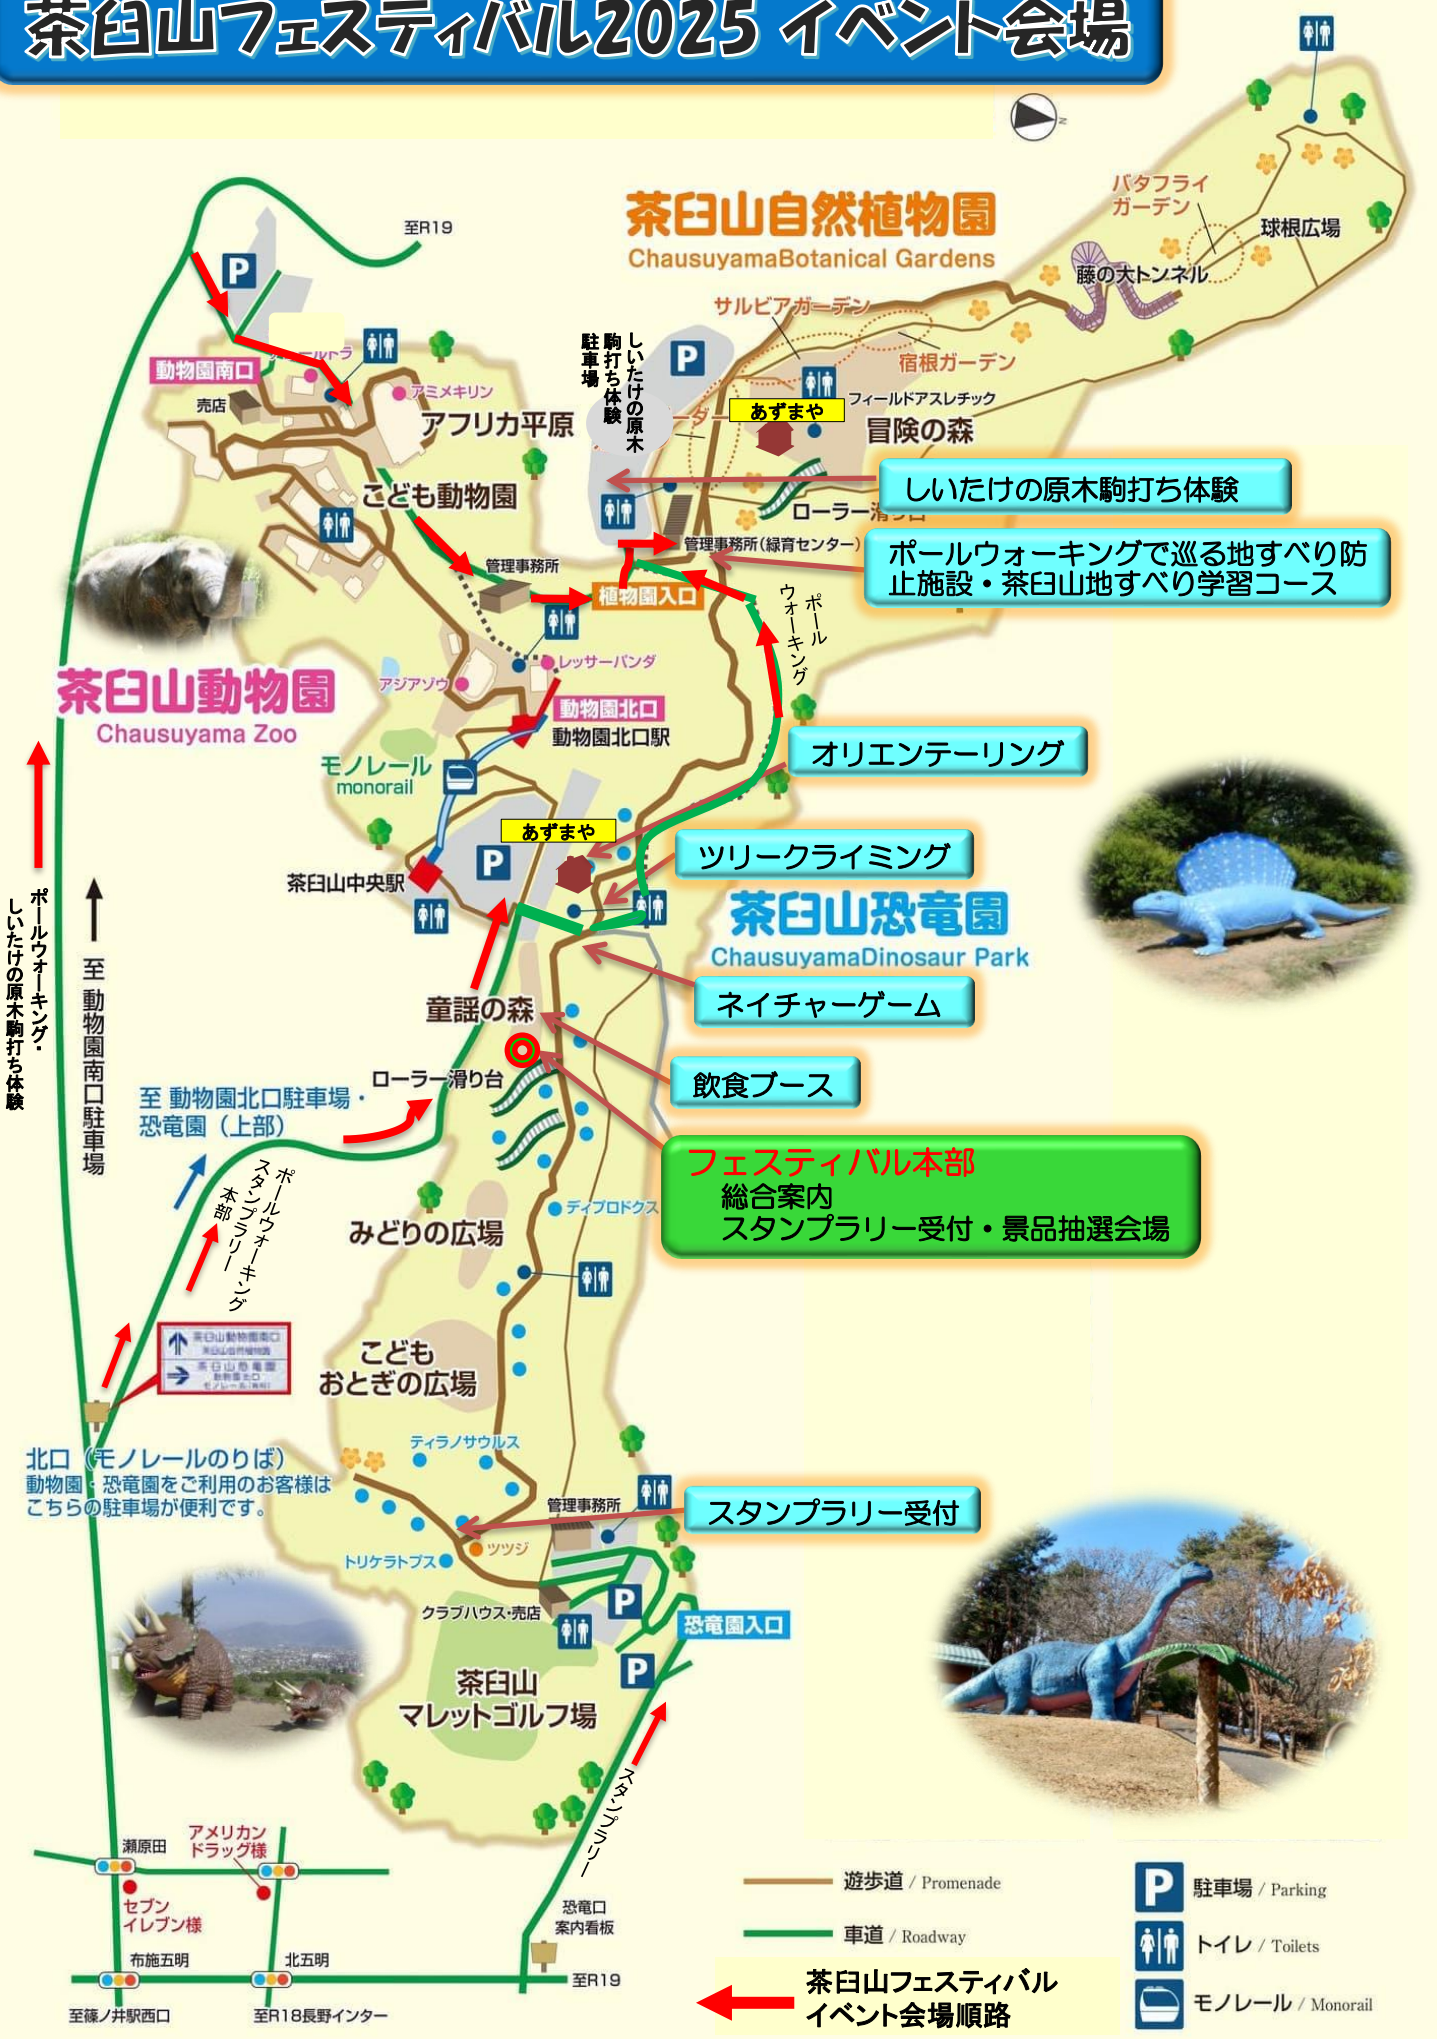 茶臼山フェスティバル2025 イベント会場
N
至R19
茶臼山自然植物園
ChausuyamaBotanical Gardens
バタフライ
ガーデン
球根広場
藤の大トンネル
サルビアガーデン
宿根ガーデン
しいたけの原木
駒打ち体験
駐車場
P
P
動物園南口
売店
アミメキリン
アフリカ平原
あずまや
フィールドアスレチック
冒険の森
こども動物園
しいたけの原木駒打ち体験
管理事務所
管理事務所(緑育センター)
ポールウォーキングで巡る地すべり防
止施設・茶臼山地すべり学習コース
植物園入口
ポール
ウォーキング
レッサーパンダ
アジアゾウ
茶臼山動物園
Chausuyama Zoo
動物園北口
動物園北口駅
モノレール
monorail
オリエンテーリング
あずまや
P
ツリークライミング
茶臼山中央駅
茶臼山恐竜園
ChausuyamaDinosaur Park
ポールウォーキング・
しいたけの原木駒打ち体験
至 動物園南口駐車場
ネイチャーゲーム
童謡の森
飲食ブース
ローラー滑り台
至 動物園北口駐車場・
恐竜園(上部)
フェスティバル本部
総合案内
スタンプラリー受付・景品抽選会場
ポールウォーキング
スタンプラリー
本部
ディプロドクス
みどりの広場
茶臼山動物園南口
茶臼山自然植物園
茶臼山恐竜園
動物園北口
こども
おとぎの広場
北口(モノレールのりば)
動物園・恐竜園をご利用のお客様は
こちらの駐車場が便利です。
ティラノサウルス
管理事務所
スタンプラリー受付
ツツジ
トリケラトプス
クラブハウス・売店
P
恐竜園入口
P
茶臼山
マレットゴルフ場
スタンプラリー
瀬原田
アメリカン
ドラッグ様
セブン
イレブン様
布施五明
北五明
恐竜口
案内看板
至R19
至篠ノ井駅西口
至R18長野インター
遊歩道 / Promenade
車道 / Roadway
茶臼山フェスティバル
イベント会場順路
P 駐車場 / Parking
トイレ / Toilets
モノレール / Monorail